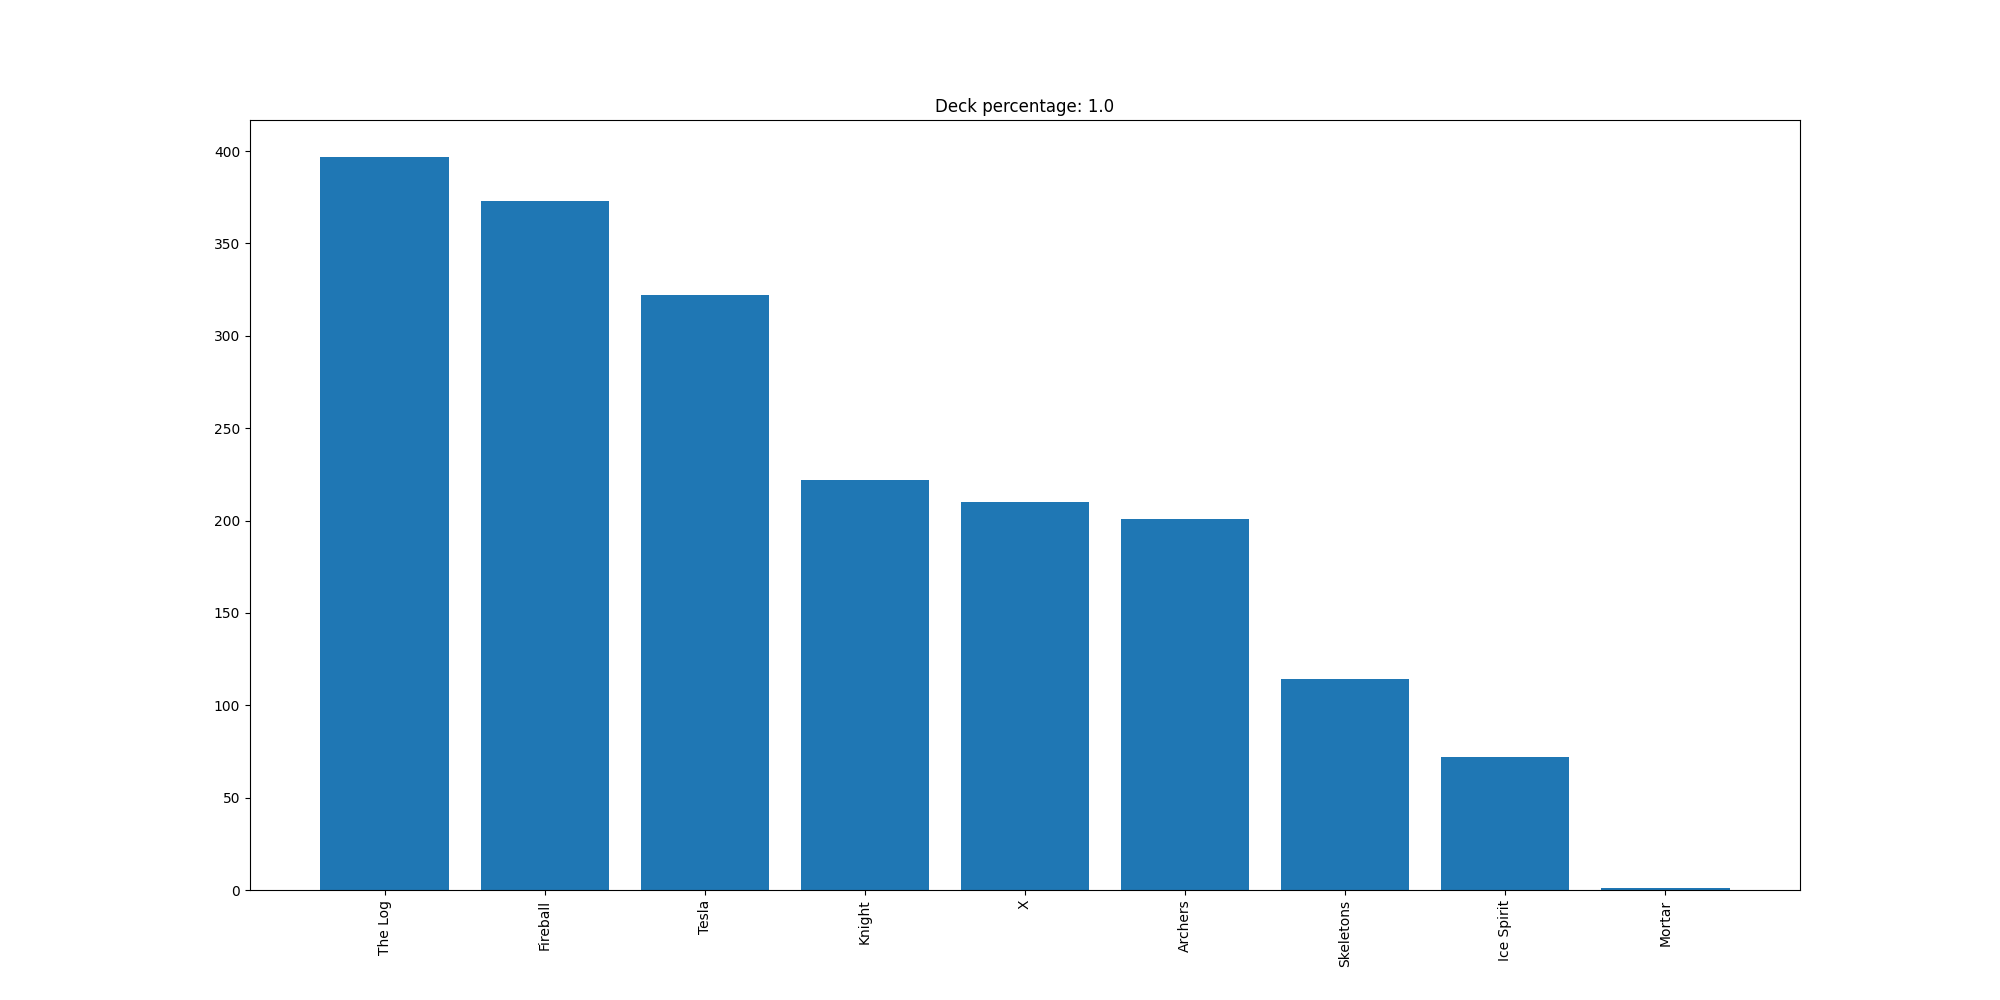 Deck percentage: 1.0
400
350
300
250
200
150
100
50
0
The Log
Fireball
Tesla
Knight
X
Archers
Skeletons
Ice Spirit
Mortar